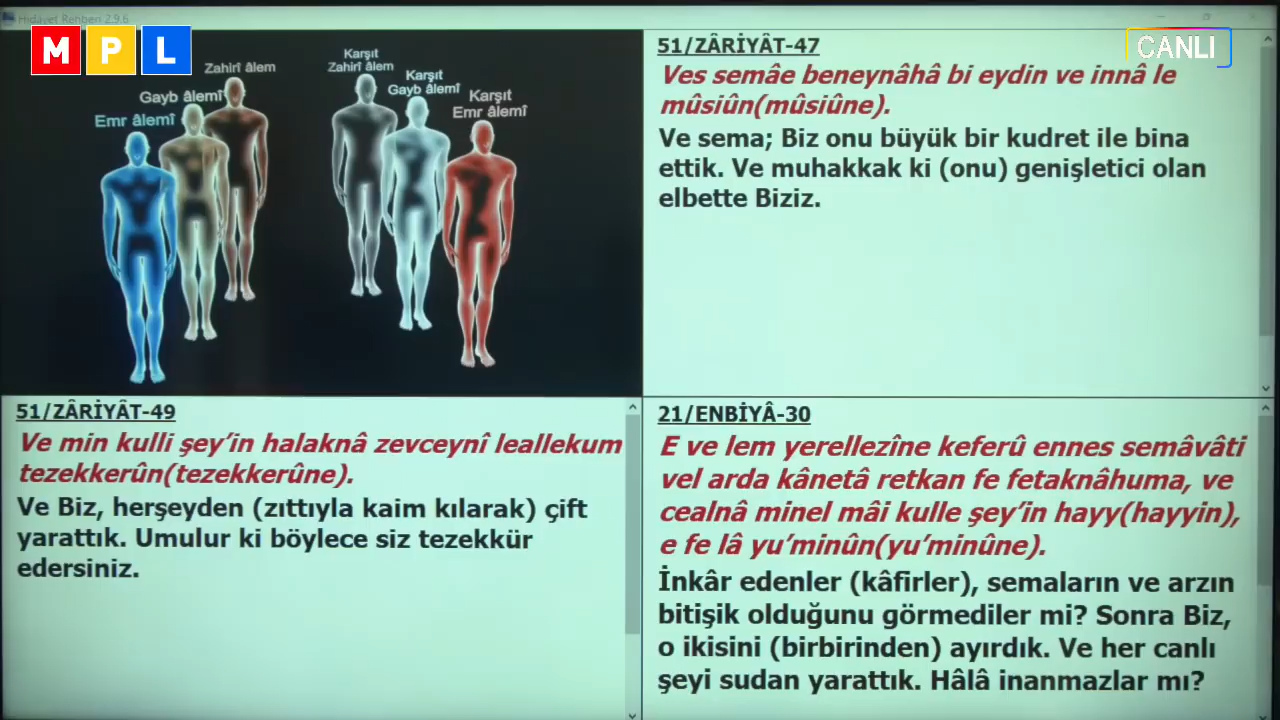 Hidayet Rehberi 2.9.6
MPL
CANLI
Zahirî âlem
Gayb âlemî
Emr âlemî
Karşıt
Zahirî âlem
Karşıt
Gayb âlemî
Karşıt
Emr âlemî
51/ZÂRİYÂT-47
Ves semâe beneynâhâ bi eydin ve innâ le
mûsiûn(mûsiûne).
Ve sema; Biz onu büyük bir kudret ile bina
ettik. Ve muhakkak ki (onu) genişletici olan
elbette Biziz.
51/ZÂRİYÂT-49
Ve min kulli şey’in halaknâ zevceynî leallekum
tezekkerûn(tezekkerûne).
Ve Biz, herşeyden (zıttıyla kaim kılarak) çift
yarattık. Umulur ki böylece siz tezekkür
edersiniz.
21/ENBİYÂ-30
E ve lem yerellezîne keferû ennes semâvâti
vel arda kânetâ retkan fe fetaknâhuma, ve
cealnâ minel mâi kulle şey’in hayy(hayyin),
e fe lâ yu’minûn(yu’minûne).
İnkâr edenler (kâfirler), semaların ve arzın
bitişik olduğunu görmediler mi? Sonra Biz,
o ikisini (birbirinden) ayırdık. Ve her canlı
şeyi sudan yarattık. Hâlâ inanmazlar mı?